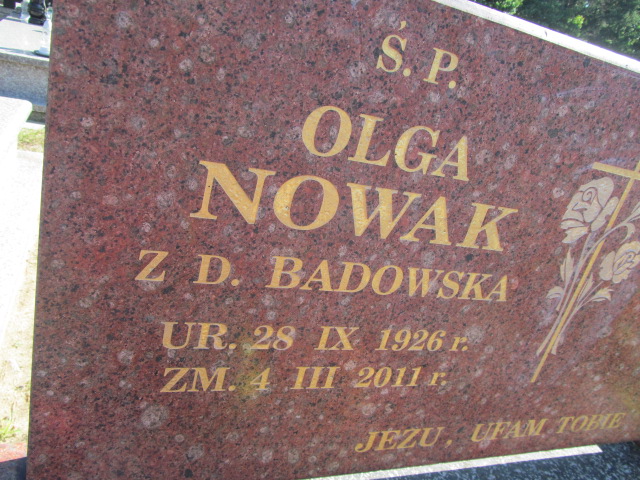 Ś. P.
OLGA
NOWAK
Z D. BADOWSKA
UR. 28 IX 1926 r.
ZM. 4 III 2011 r.
JEZU, UFAM TOBIE